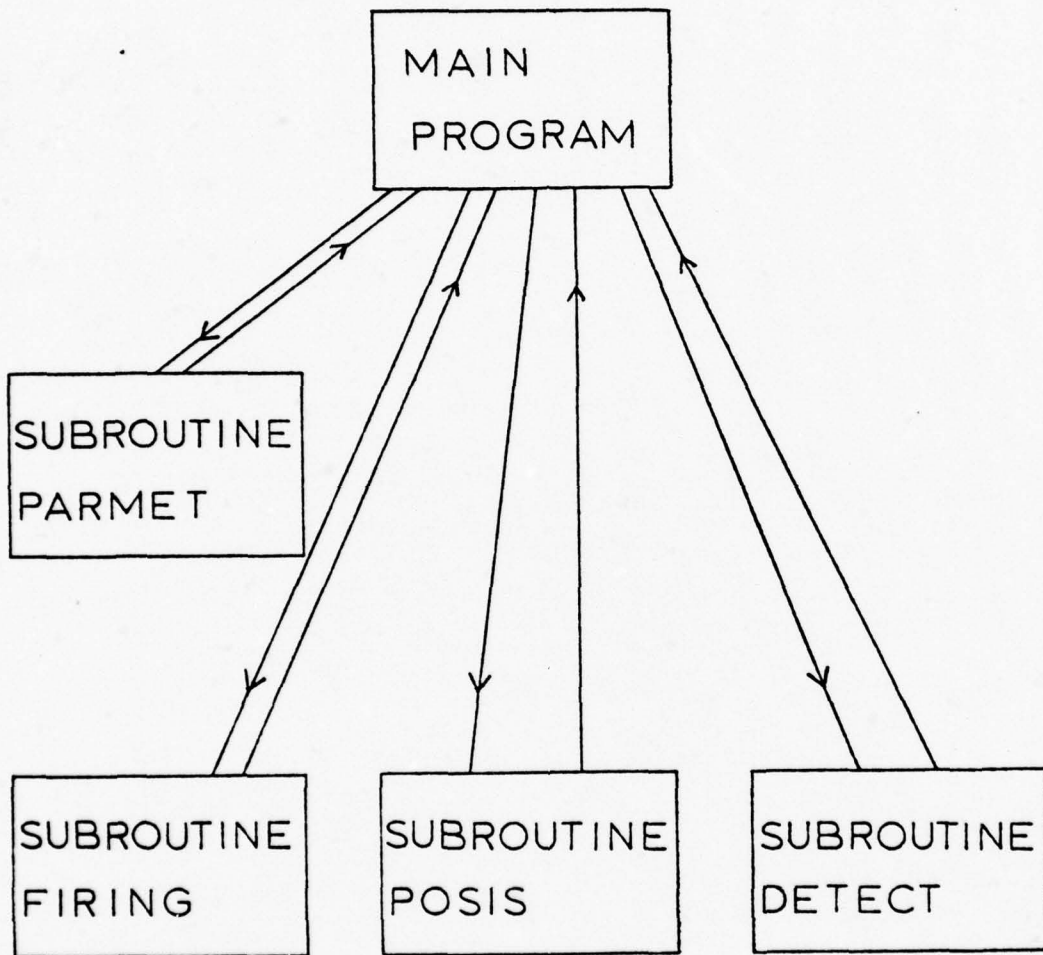 MAIN
PROGRAM
SUBROUTINE
PARMET
SUBROUTINE
FIRING
SUBROUTINE
POSIS
SUBROUTINE
DETECT